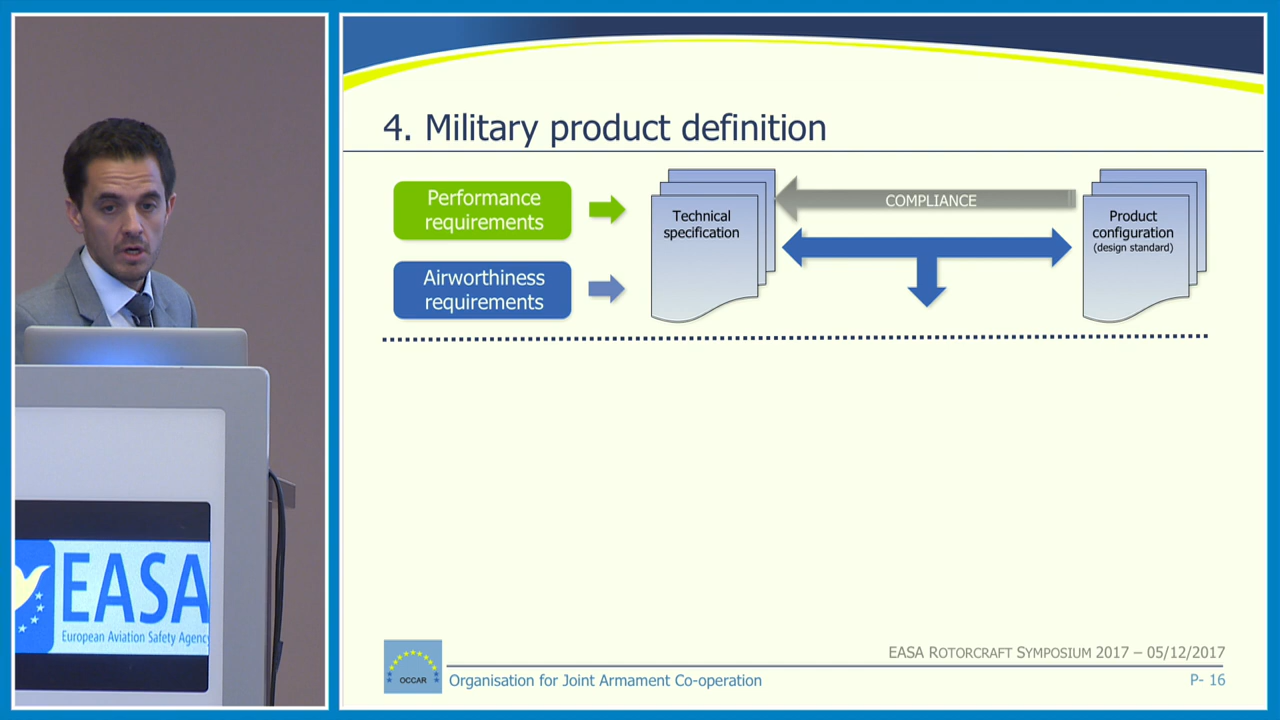 4. Military product definition
Performance
requirements
Airworthiness
requirements
Technical
specification
COMPLIANCE
Product
configuration
(design standard)
EASA
European Aviation Safety Agency
EASA ROTORCRAFT SYMPOSIUM 2017 – 05/12/2017
OCCAR
Organisation for Joint Armament Co-operation
P- 16